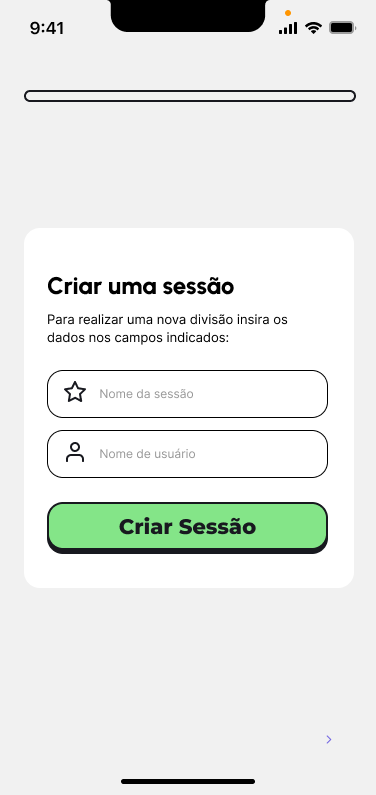 9:41
Criar uma sessão
Para realizar uma nova divisão insira os
dados nos campos indicados:
Nome da sessão
Nome de usuário
Criar Sessão